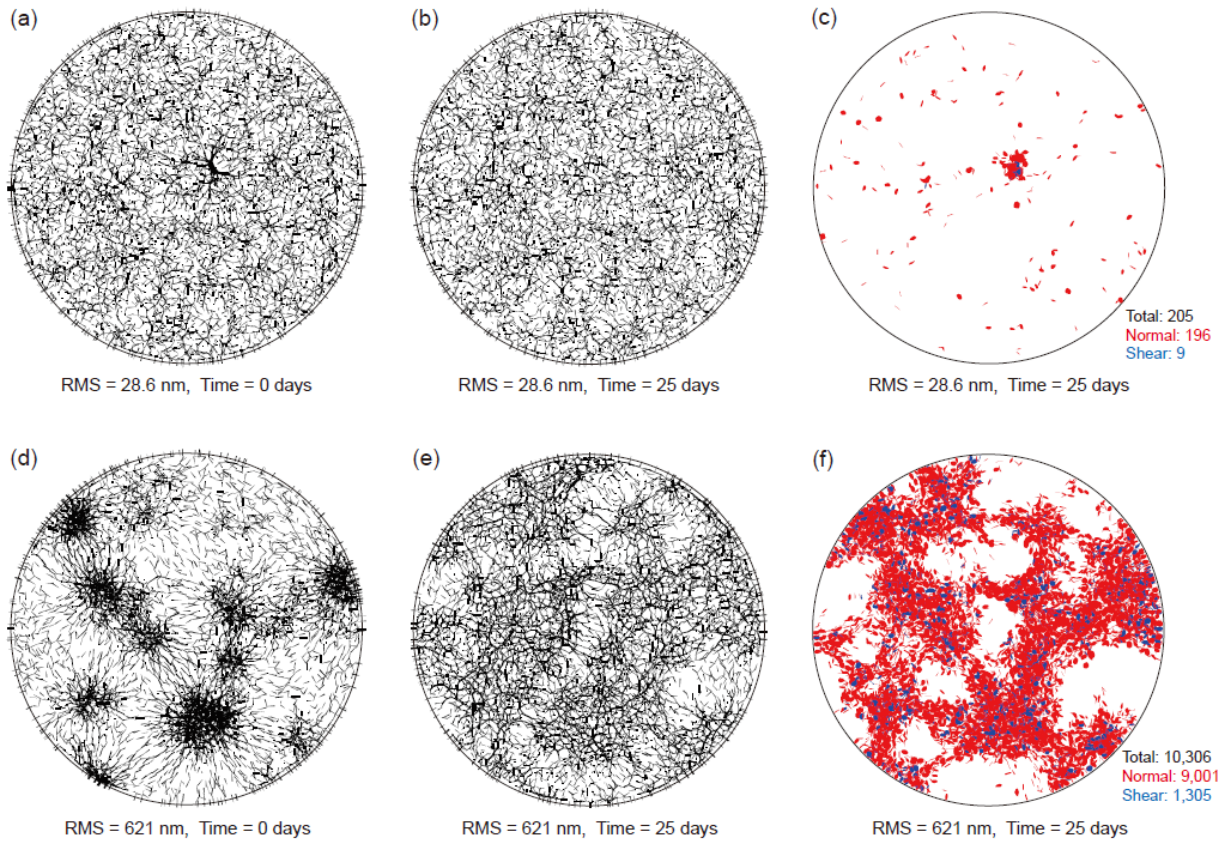 (a)
(b)
(c)
Total: 205
Normal: 196
Shear: 9
RMS = 28.6 nm, Time = 0 days
RMS = 28.6 nm, Time = 25 days
RMS = 28.6 nm, Time = 25 days
(d)
(e)
(f)
Total: 10,306
Normal: 9,001
Shear: 1,305
RMS = 621 nm, Time = 0 days
RMS = 621 nm, Time = 25 days
RMS = 621 nm, Time = 25 days